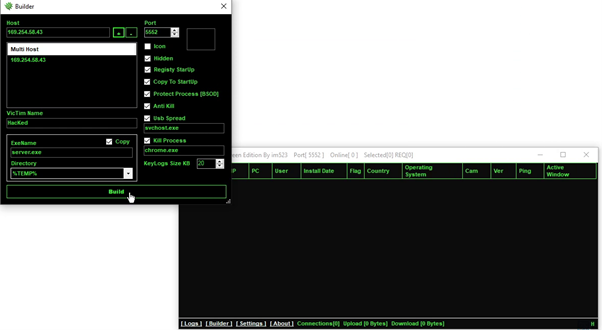 Builder
Host
Port
169.254.58.43
+
-
5552
Multi Host
169.254.58.43
Icon
Hidden
Registy StarUp
Copy To StartUp
Protect Process [BSOD]
Anti Kill
Usb Spread
svchost.exe
VicTim Name
HacKed
Kill Process
chrome.exe
ExeName
Copy
server.exe
Directory
%TEMP%
KeyLogs Size KB
20
Build
Edition By im523 Port[ 5552 ] Online[ 0 ] Selected[0] REQ[0]
PC
User
Install Date
Flag
Country
Operating System
Cam
Ver
Ping
Active Window
[ Logs ] [ Builder ] [ Settings ] [ About ] Connections[0] Upload [0 Bytes] Download [0 Bytes]